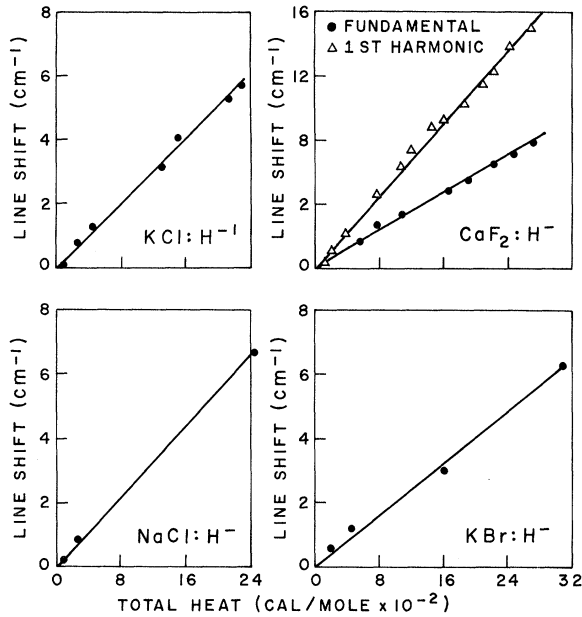 LINE SHIFT (cm⁻¹)
8
6
4
2
0
KCl:H⁻¹
LINE SHIFT (cm⁻¹)
16
12
8
2
0
● FUNDAMENTAL
△ 1ST HARMONIC
CaF₂:H⁻
LINE SHIFT (cm⁻¹)
8
6
4
2
0
NaCl:H⁻
0 8 16 24
LINE SHIFT (cm⁻¹)
8
6
4
2
0
KBr:H⁻
0 8 16 24 32
TOTAL HEAT (CAL/MOLE x 10⁻²)